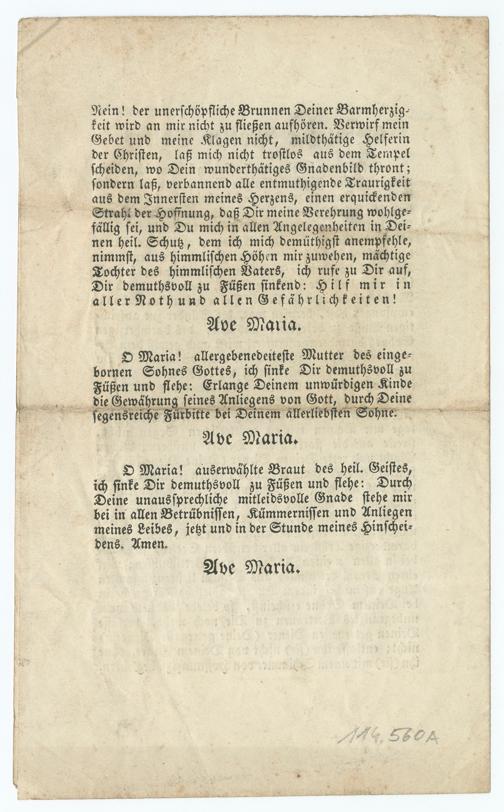 Nein! der unerschöpfliche Brunnen Deiner Barmherzig-
keit wird an mir nicht zu fließen aufhören. Verwirf mein
Gebet und meine Klagen nicht, mildthätige Helferin
der Christen, laß mich nicht trostlos aus dem Tempel
scheiden, wo Dein wunderthätiges Gnadenbild thront;
sondern laß, verbannend alle entmuthigende Traurigkeit
aus dem Innersten meines Herzens, einen erquickenden
Strahl der Hoffnung, daß Dir meine Verehrung wohlge-
fällig sei, und Du mich in allen Angelegenheiten in Dei-
nen heil. Schutz, dem ich mich demüthigst anempfehle,
nimmst, aus himmlischen Höhen mir zuwehen, mächtige
Tochter des himmlischen Vaters, ich rufe zu Dir auf,
Dir demuthsvoll zu Füßen sinkend: Hilf mir in
aller Noth und allen Gefährlichkeiten!
Ave Maria.
O Maria! allergebenedeiteste Mutter des einge-
bornen Sohnes Gottes, ich sinke Dir demuthsvoll zu
Füßen und flehe: Erlange Deinem unwürdigen Kinde
die Gewährung seines Anliegens von Gott, durch Deine
segensreiche Fürbitte bei Deinem allerliebsten Sohne.
Ave Maria.
O Maria! auserwählte Braut des heil. Geistes,
ich sinke Dir demuthsvoll zu Füßen und flehe: Durch
Deine unaussprechliche mitleidsvolle Gnade stehe mir
bei in allen Betrübnissen, Kümmernissen und Anliegen
meines Leibes, jetzt und in der Stunde meines Hinschei-
dens. Amen.
Ave Maria.
114.560A